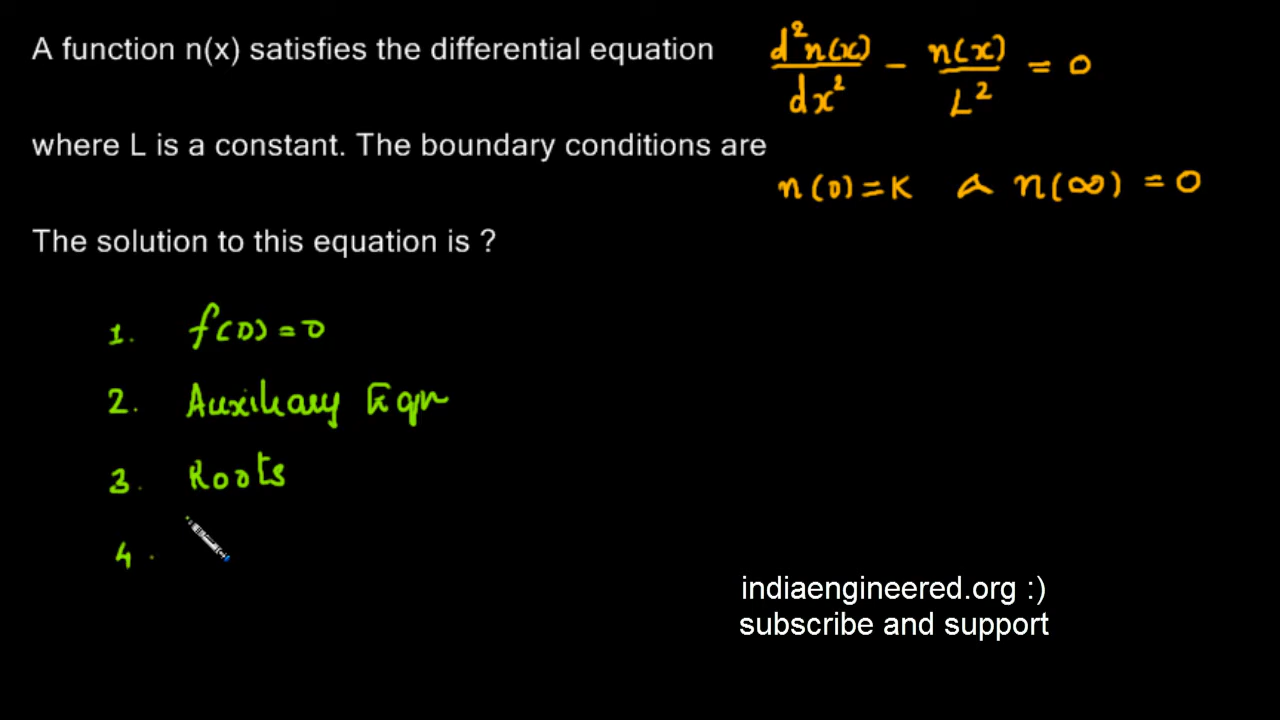 A function n(x) satisfies the differential equation d²n(x)/dx² - n(x)/L² = 0
where L is a constant. The boundary conditions are
n(0)=K & n(∞) = 0
The solution to this equation is ?
1. f(D)=0
2. Auxiliary Eqn
3. Roots
4.
indiaengineered.org :)
subscribe and support